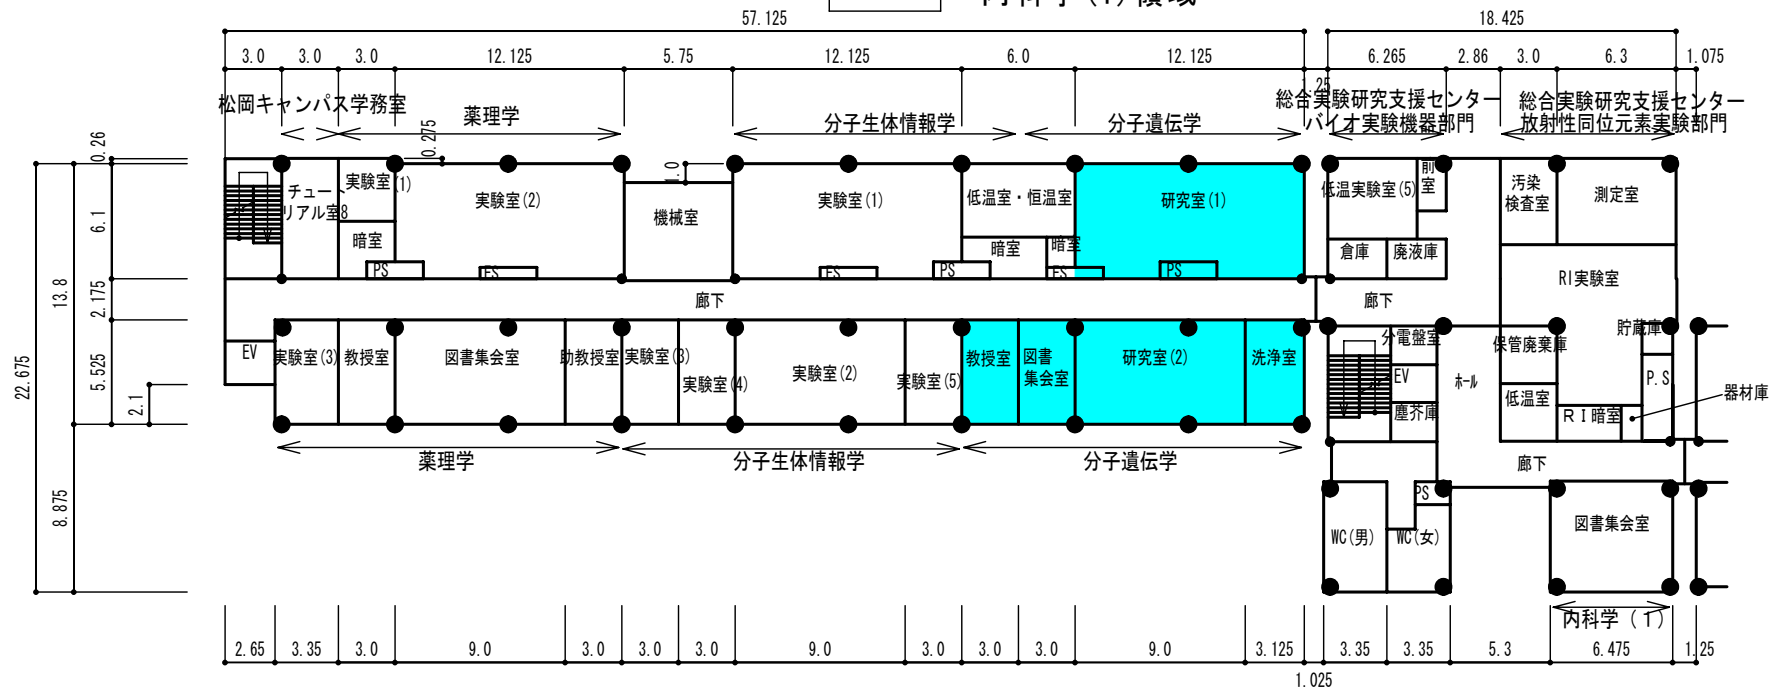 57.125
18.425
3.0 3.0 3.0 12.125 5.75 12.125 6.0 12.125 6.265 2.86 3.0 6.3 1.075
1.25
松岡キャンパス学務室
薬理学
分子生体情報学
分子遺伝学
総合実験研究支援センター
バイオ実験機器部門
総合実験研究支援センター
放射性同位元素実験部門
0.26
0.275
1.0
チュート
リアル室8
実験室(1)
暗室
実験室(2)
機械室
実験室(1)
低温室・恒温室
暗室
暗室
研究室(1)
低温実験室(5)
前
室
汚染
検査室
測定室
倉庫
廃液庫
PS
ES
ES
PS
ES
PS
RI実験室
6.1
13.8
2.175
5.525
22.675
2.1
8.875
廊下
廊下
EV
実験室(3)
教授室
図書集会室
助教授室
実験室(3)
実験室(4)
実験室(2)
実験室(5)
教授室
図書
集会室
研究室(2)
洗浄室
分電盤室
EV
塵芥庫
ホール
保管廃棄庫
低温室
貯蔵庫
P.S
ＲＩ暗室
器材庫
薬理学
分子生体情報学
分子遺伝学
廊下
PS
WC(男)
WC(女)
図書集会室
内科学（1）
2.65 3.35 3.0 9.0 3.0 3.0 3.0 9.0 3.0 3.0 3.0 9.0 3.125 3.35 3.35 5.3 6.475 1.25
1.025